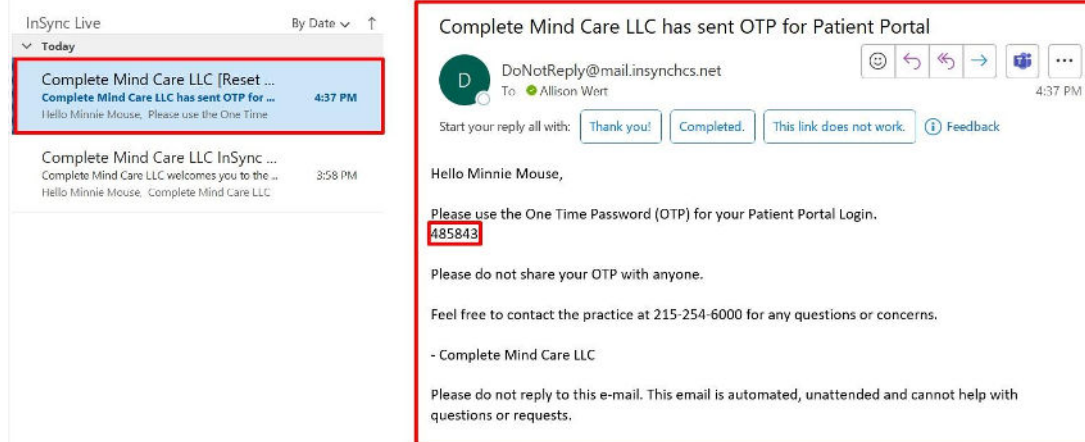 InSync Live By Date
Today
Complete Mind Care LLC [Reset ...
Complete Mind Care LLC has sent OTP for ... 4:37 PM
Hello Minnie Mouse, Please use the One Time
Complete Mind Care LLC InSync ...
Complete Mind Care LLC welcomes you to the ... 3:58 PM
Hello Minnie Mouse, Complete Mind Care LLC
Complete Mind Care LLC has sent OTP for Patient Portal
D
DoNotReply@mail.insynchcs.net
To Allison Wert
4:37 PM
Start your reply all with: Thank you! Completed. This link does not work. Feedback
Hello Minnie Mouse,
Please use the One Time Password (OTP) for your Patient Portal Login.
485843
Please do not share your OTP with anyone.
Feel free to contact the practice at 215-254-6000 for any questions or concerns.
- Complete Mind Care LLC
Please do not reply to this e-mail. This email is automated, unattended and cannot help with
questions or requests.